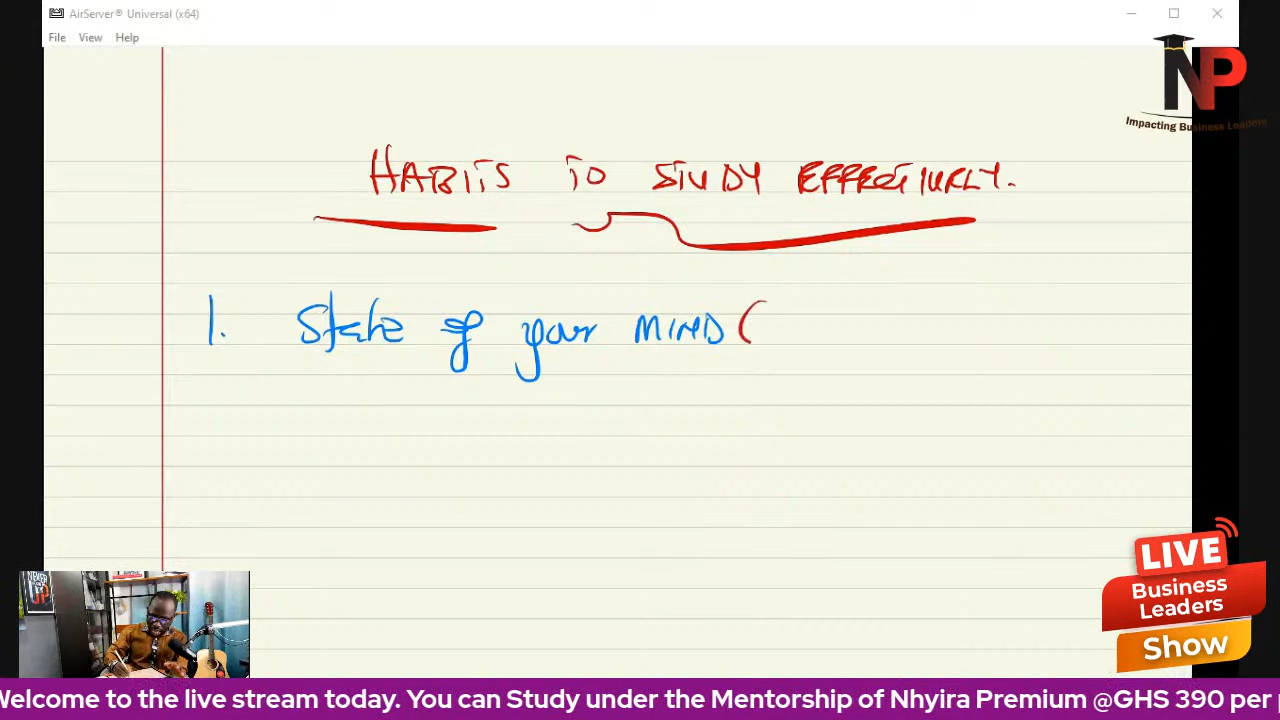 AirServer® Universal (x64)
File View Help
NP
Impacting Business Leaders
HABITS TO STUDY EFFECTIVELY.
1. State of your MIND (
LIVE
Business
Leaders
Show
Welcome to the live stream today. You can Study under the Mentorship of Nhyira Premium @GHS 390 per